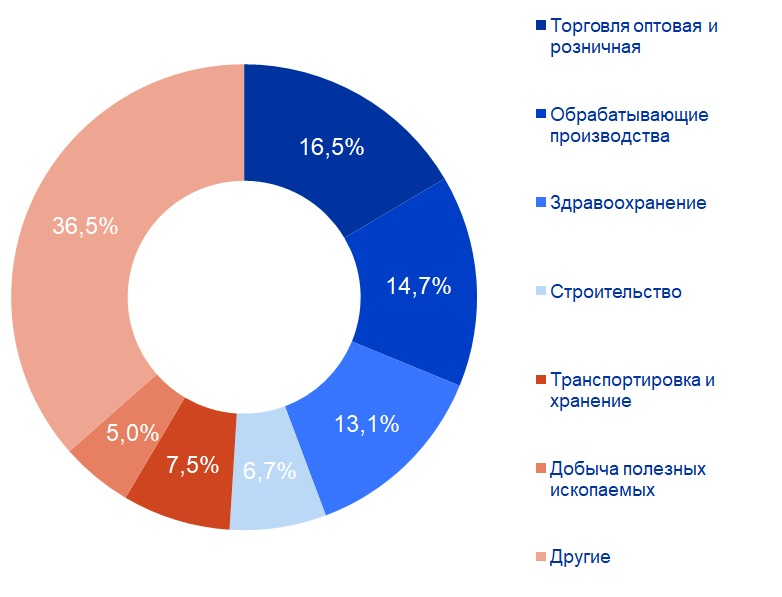 Торговля оптовая и
розничная
Обрабатывающие
производства
Здравоохранение
Строительство
Транспортировка и
хранение
Добыча полезных
ископаемых
Другие
16,5%
14,7%
13,1%
6,7%
7,5%
5,0%
36,5%